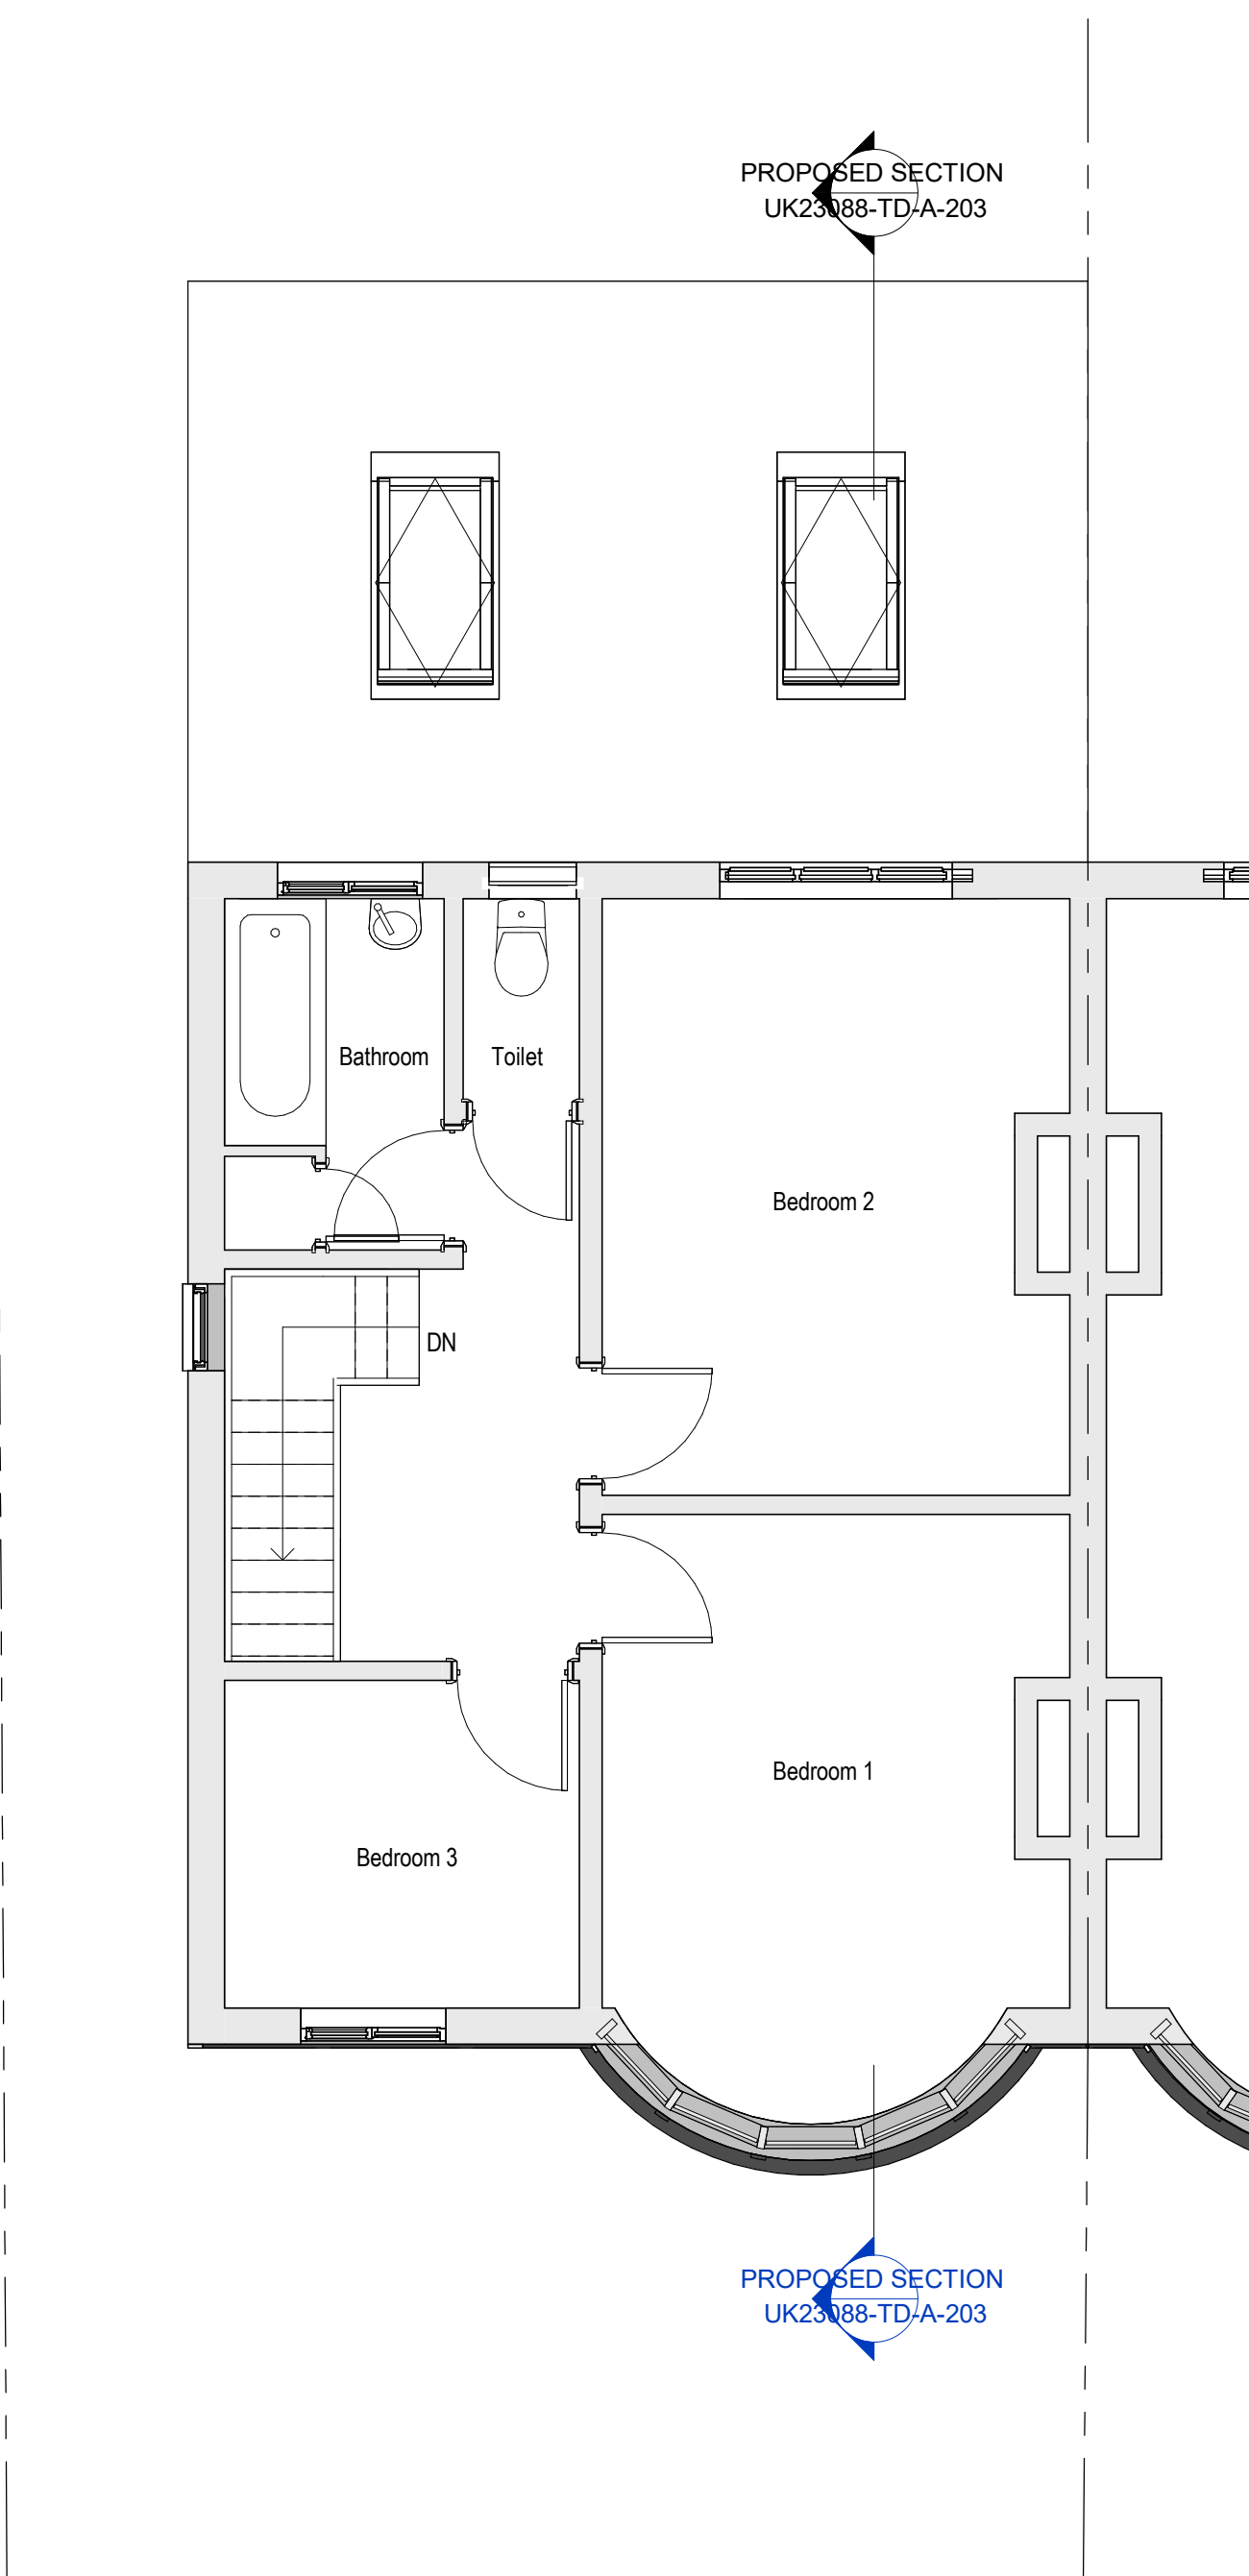 PROPOSED SECTION
UK23088-TD-A-203
Bathroom
Toilet
Bedroom 2
DN
Bedroom 1
Bedroom 3
PROPOSED SECTION
UK23088-TD-A-203